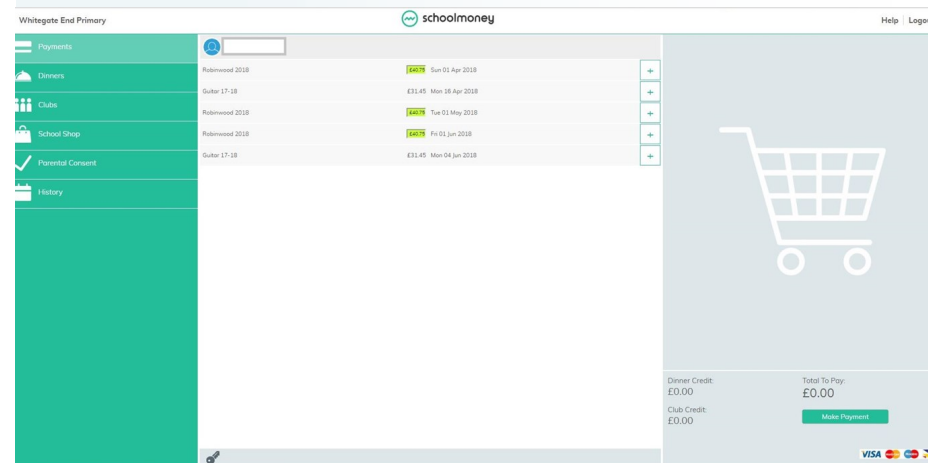 Whitegate End Primary
schoolmoney
Help Logou
Payments
Dinners
Clubs
School Shop
Parental Consent
History
Robinwood 2018 £40.75 Sun 01 Apr 2018 +
Guitar 17-18 £31.45 Mon 16 Apr 2018 +
Robinwood 2018 £40.75 Tue 01 May 2018 +
Robinwood 2018 £40.75 Fri 01 Jun 2018 +
Guitar 17-18 £31.45 Mon 04 Jun 2018 +
Dinner Credit:
£0.00
Club Credit:
£0.00
Total To Pay:
£0.00
Make Payment
VISA